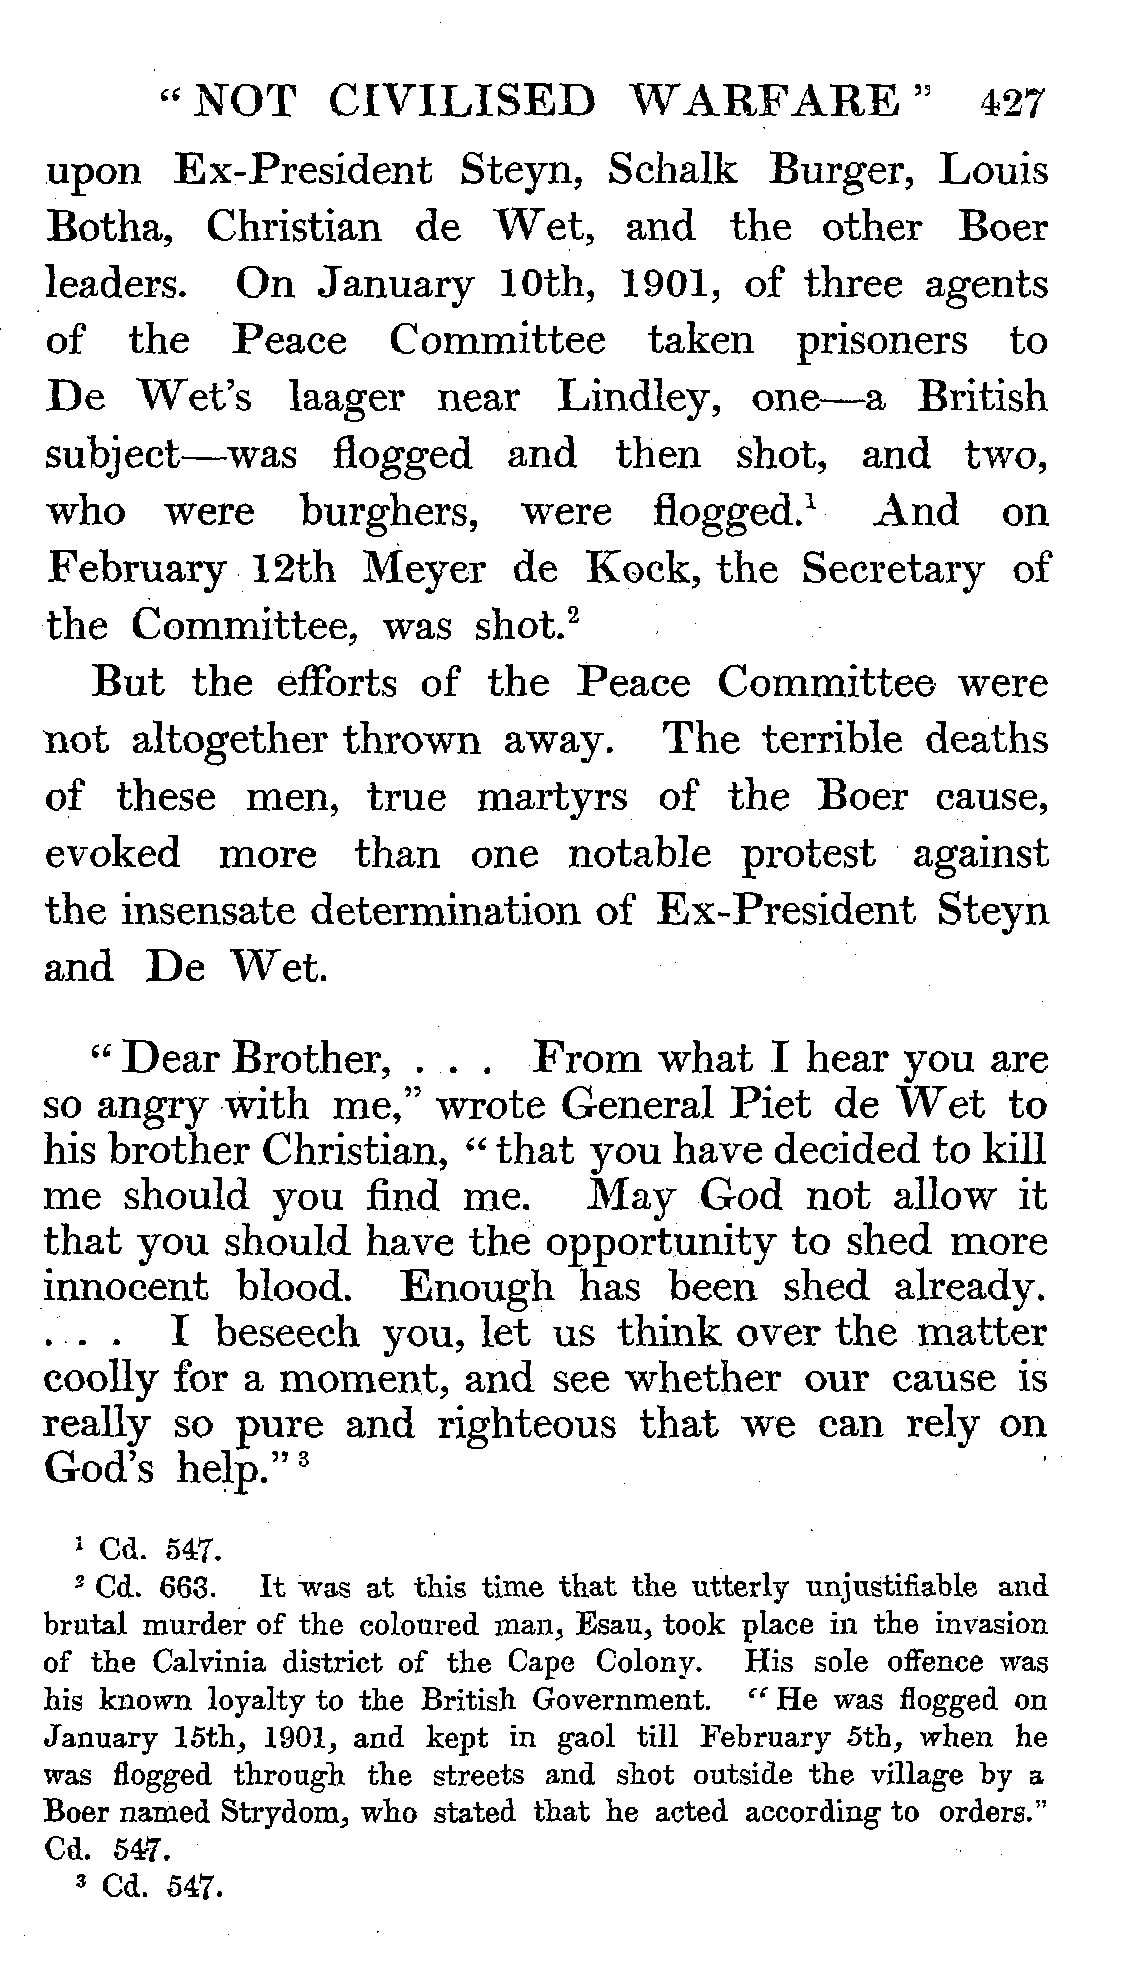 “ NOT CIVILISED WARFARE ” 427
upon Ex-President Steyn, Schalk Burger, Louis
Botha, Christian de Wet, and the other Boer
leaders. On January 10th, 1901, of three agents
of the Peace Committee taken prisoners to
De Wet’s laager near Lindley, one—a British
subject—was flogged and then shot, and two,
who were burghers, were flogged.¹ And on
February 12th Meyer de Kock, the Secretary of
the Committee, was shot.²
But the efforts of the Peace Committee were
not altogether thrown away. The terrible deaths
of these men, true martyrs of the Boer cause,
evoked more than one notable protest against
the insensate determination of Ex-President Steyn
and De Wet.
“ Dear Brother, . . . From what I hear you are
so angry with me,” wrote General Piet de Wet to
his brother Christian, “ that you have decided to kill
me should you find me. May God not allow it
that you should have the opportunity to shed more
innocent blood. Enough has been shed already.
. . . I beseech you, let us think over the matter
coolly for a moment, and see whether our cause is
really so pure and righteous that we can rely on
God’s help.” ³
¹ Cd. 547.
² Cd. 663. It was at this time that the utterly unjustifiable and
brutal murder of the coloured man, Esau, took place in the invasion
of the Calvinia district of the Cape Colony. His sole offence was
his known loyalty to the British Government. “ He was flogged on
January 15th, 1901, and kept in gaol till February 5th, when he
was flogged through the streets and shot outside the village by a
Boer named Strydom, who stated that he acted according to orders.”
Cd. 547.
³ Cd. 547.